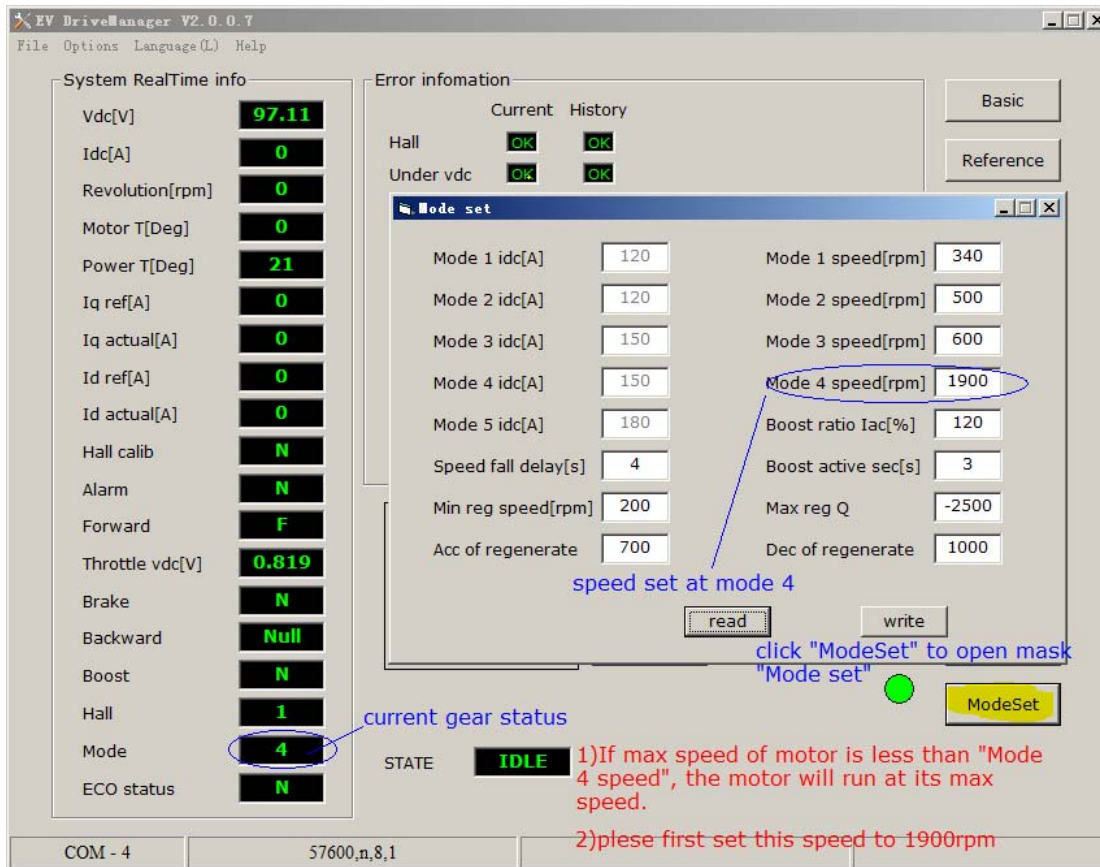 EV DriveManager V2.0.0.7
File Options Language(L) Help
System RealTime info
Vdc[V] 97.11
Idc[A] 0
Revolution[rpm] 0
Motor T[Deg] 0
Power T[Deg] 21
Iq ref[A] 0
Iq actual[A] 0
Id ref[A] 0
Id actual[A] 0
Hall calib N
Alarm N
Forward F
Throttle vdc[V] 0.819
Brake N
Backward Null
Boost N
Hall 1
Mode 4
ECO status N
current gear status
Error infomation
Current History
Hall OK OK
Under vdc OK OK
Basic
Reference
Mode set
Mode 1 idc[A] 120 Mode 1 speed[rpm] 340
Mode 2 idc[A] 120 Mode 2 speed[rpm] 500
Mode 3 idc[A] 150 Mode 3 speed[rpm] 600
Mode 4 idc[A] 150 Mode 4 speed[rpm] 1900
Mode 5 idc[A] 180 Boost ratio Iac[%] 120
Speed fall delay[s] 4 Boost active sec[s] 3
Min reg speed[rpm] 200 Max reg Q -2500
Acc of regenerate 700 Dec of regenerate 1000
speed set at mode 4
read write
click "ModeSet" to open mask
"Mode set"
ModeSet
STATE IDLE
1)If max speed of motor is less than "Mode
4 speed", the motor will run at its max
speed.
2)plese first set this speed to 1900rpm
COM - 4 57600,n,8,1